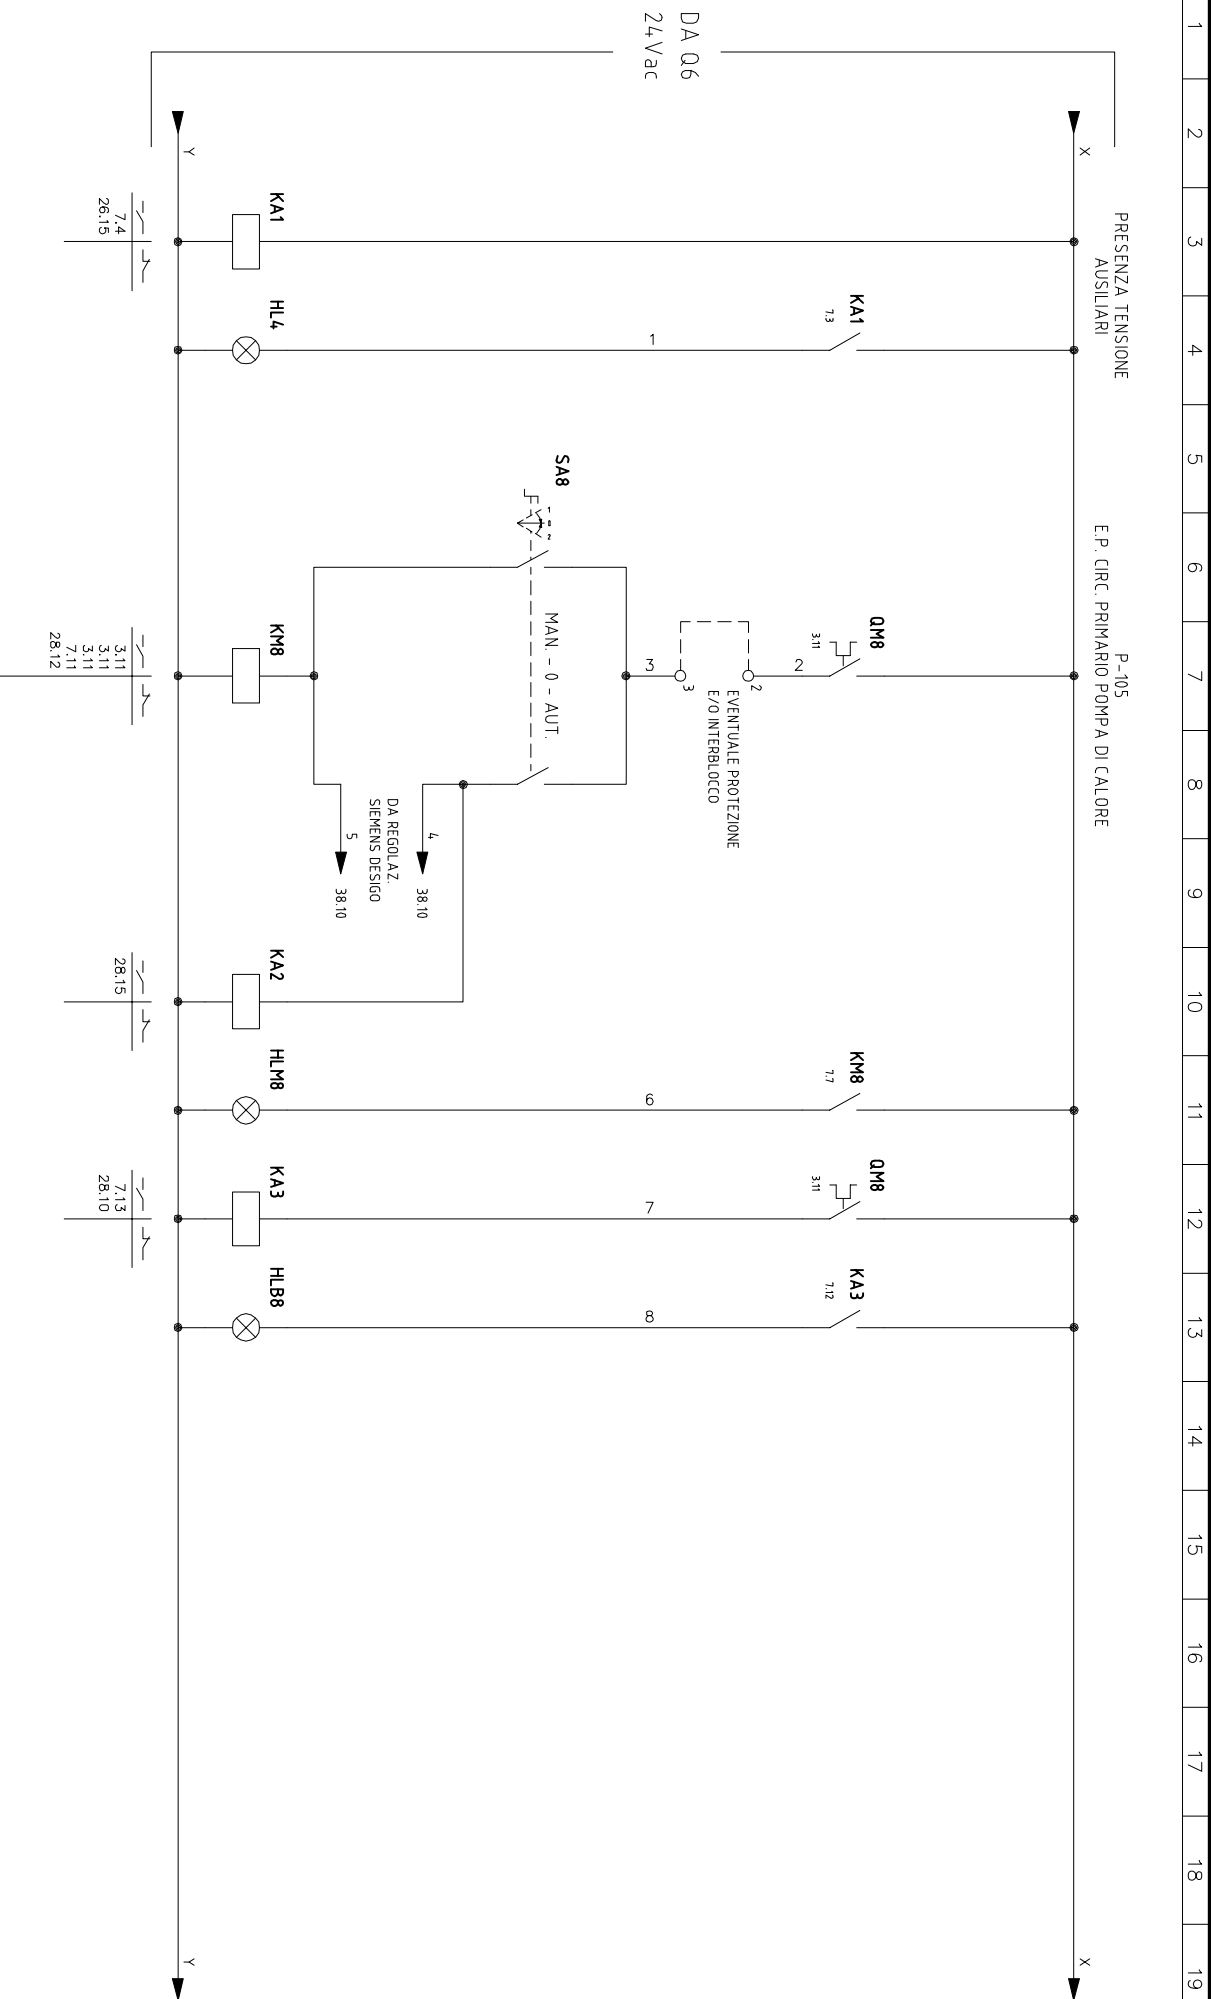 1
2
3
4
5
6
7
8
9
10
11
12
13
14
15
16
17
18
19
DA Q6
24Vac
X
X
PRESENZA TENSIONE
AUSILIARI
P-105
E.P. CIRC. PRIMARIO POMPA DI CALORE
KA1
7.3
1
QM8
3.11
2
2
3
EVENTUALE PROTEZIONE
E/O INTERBLOCCO
3
SA8
1
0
2
MAN. - 0 - AUT.
4
38.10
DA REGOLAZ.
SIEMENS DESIGO
5
38.10
KM8
7.7
6
QM8
3.11
7
KA3
7.12
8
KA1
HL4
KM8
KA2
HLM8
KA3
HLB8
Y
Y
7.4
26.15
3.11
3.11
3.11
7.11
28.12
28.15
7.13
28.10